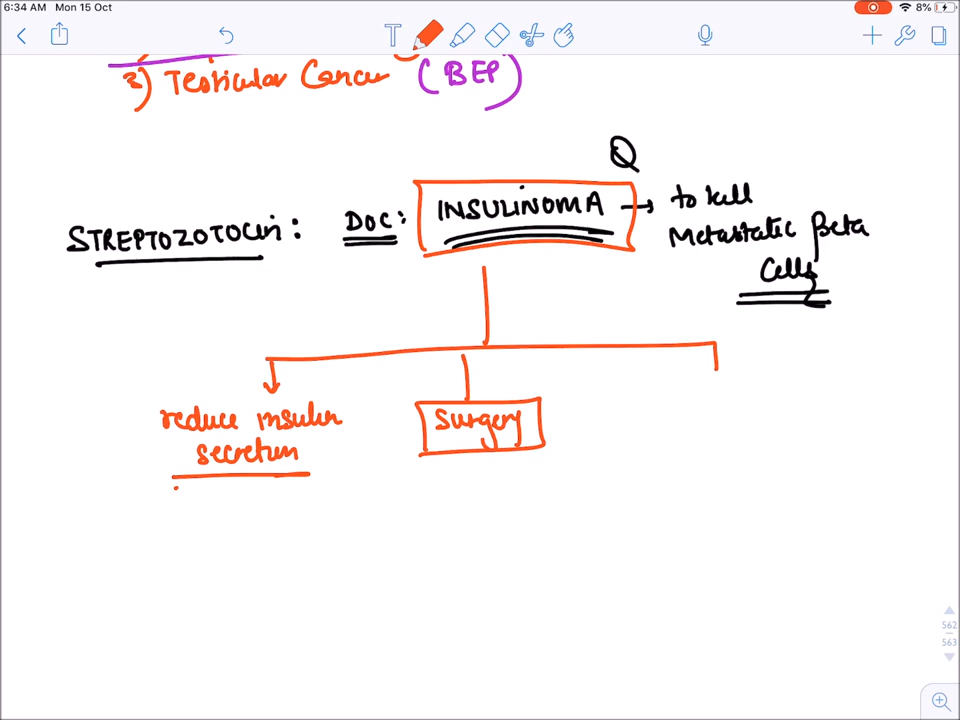 6:34 AM Mon 15 Oct
8%
T
2) Testicular Cancer (BEP)
Q
STREPTOZOTOCin: DOC: INSULINOMA → to kill
Metastatic Beta
Cells
reduce insulin
secretion
Surgery
562
563